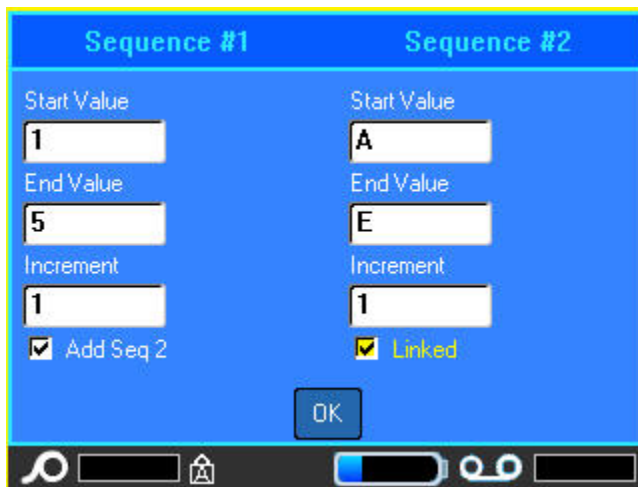 Sequence #1 Sequence #2
Start Value Start Value
1 A
End Value End Value
5 E
Increment Increment
1 1
Add Seq 2 Linked
OK